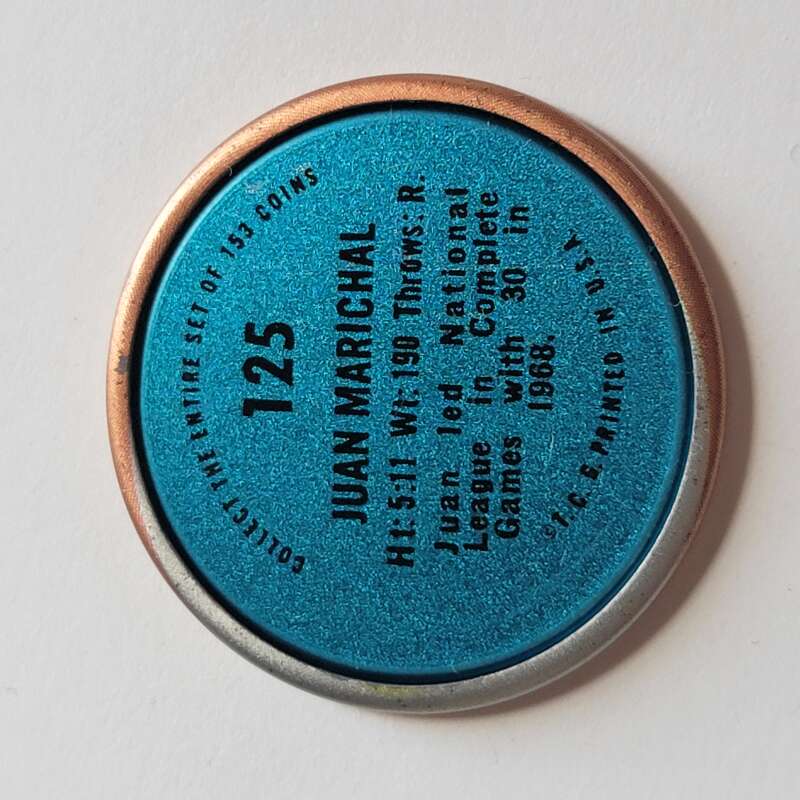 COLLECT THE ENTIRE SET OF 153 COINS
125
JUAN MARICHAL
Ht: 5:11 Wt: 190 Throws: R.
Juan led National
League in Complete
Games with 30 in
1968.
©T. C. G. PRINTED IN U.S.A.